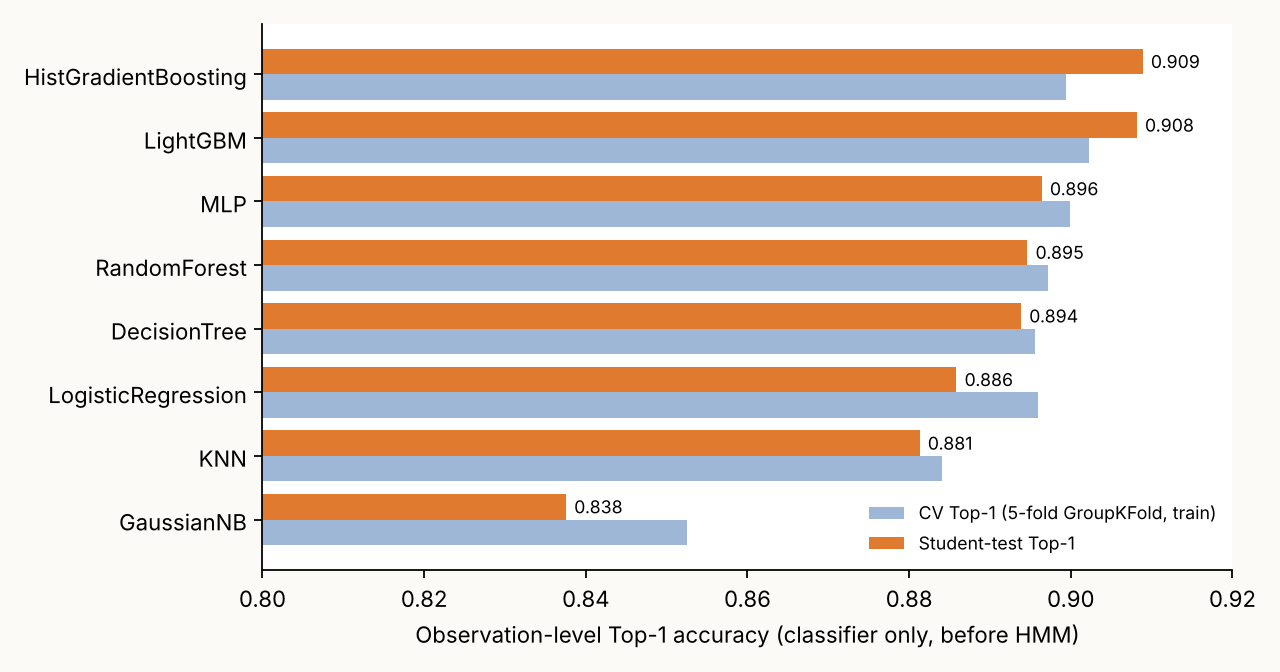 HistGradientBoosting
0.909
LightGBM
0.908
MLP
0.896
RandomForest
0.895
DecisionTree
0.894
LogisticRegression
0.886
KNN
0.881
GaussianNB
0.838
CV Top-1 (5-fold GroupKFold, train)
Student-test Top-1
0.80 0.82 0.84 0.86 0.88 0.90 0.92
Observation-level Top-1 accuracy (classifier only, before HMM)